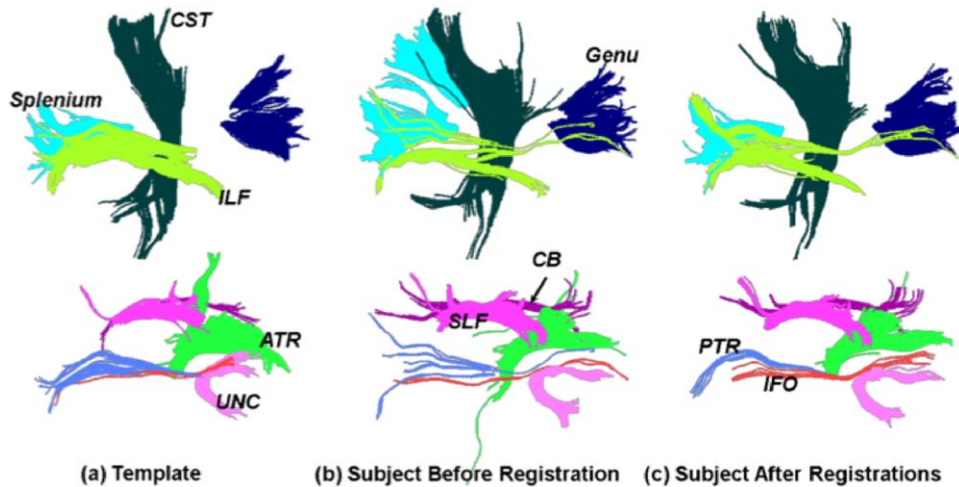 CST
Splenium
ILF
Genu
ATR
UNC
CB
SLF
PTR
IFO
(a) Template
(b) Subject Before Registration
(c) Subject After Registrations